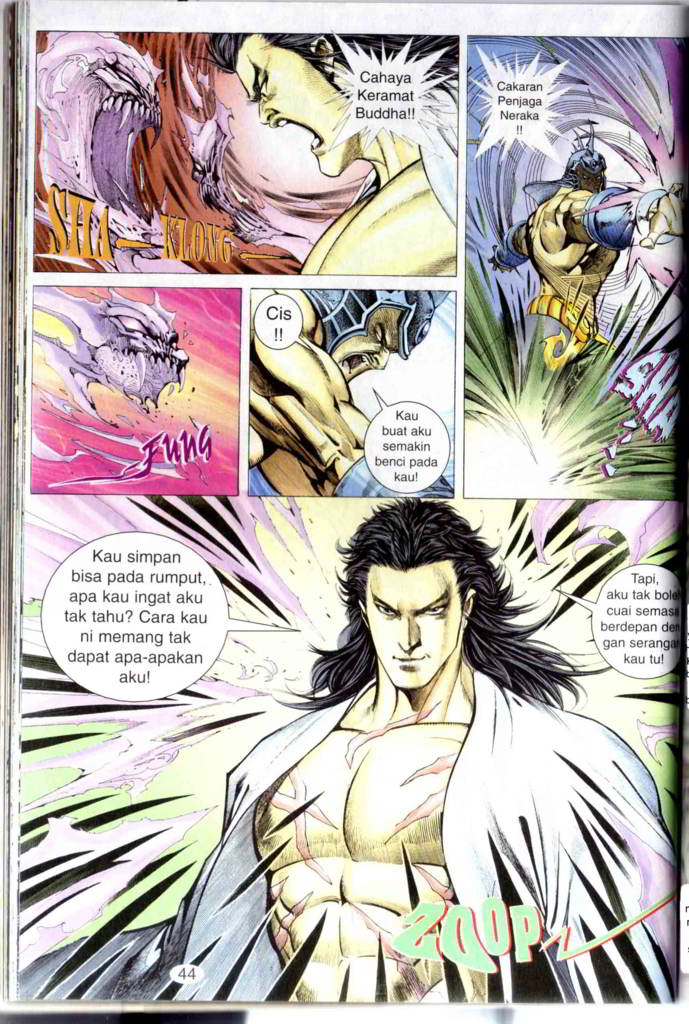 Cahaya
Keramat
Buddha!!
SHA - KLONG -
Cakaran
Penjaga
Neraka
!!
SHA
FUNG
Cis
!!
Kau
buat aku
semakin
benci pada
kau!
Kau simpan
bisa pada rumput,
apa kau ingat aku
tak tahu? Cara kau
ni memang tak
dapat apa-apakan
aku!
Tapi,
aku tak boleh
cuai semasa
berdepan den
gan serangan
kau tu!
ZOOP
44